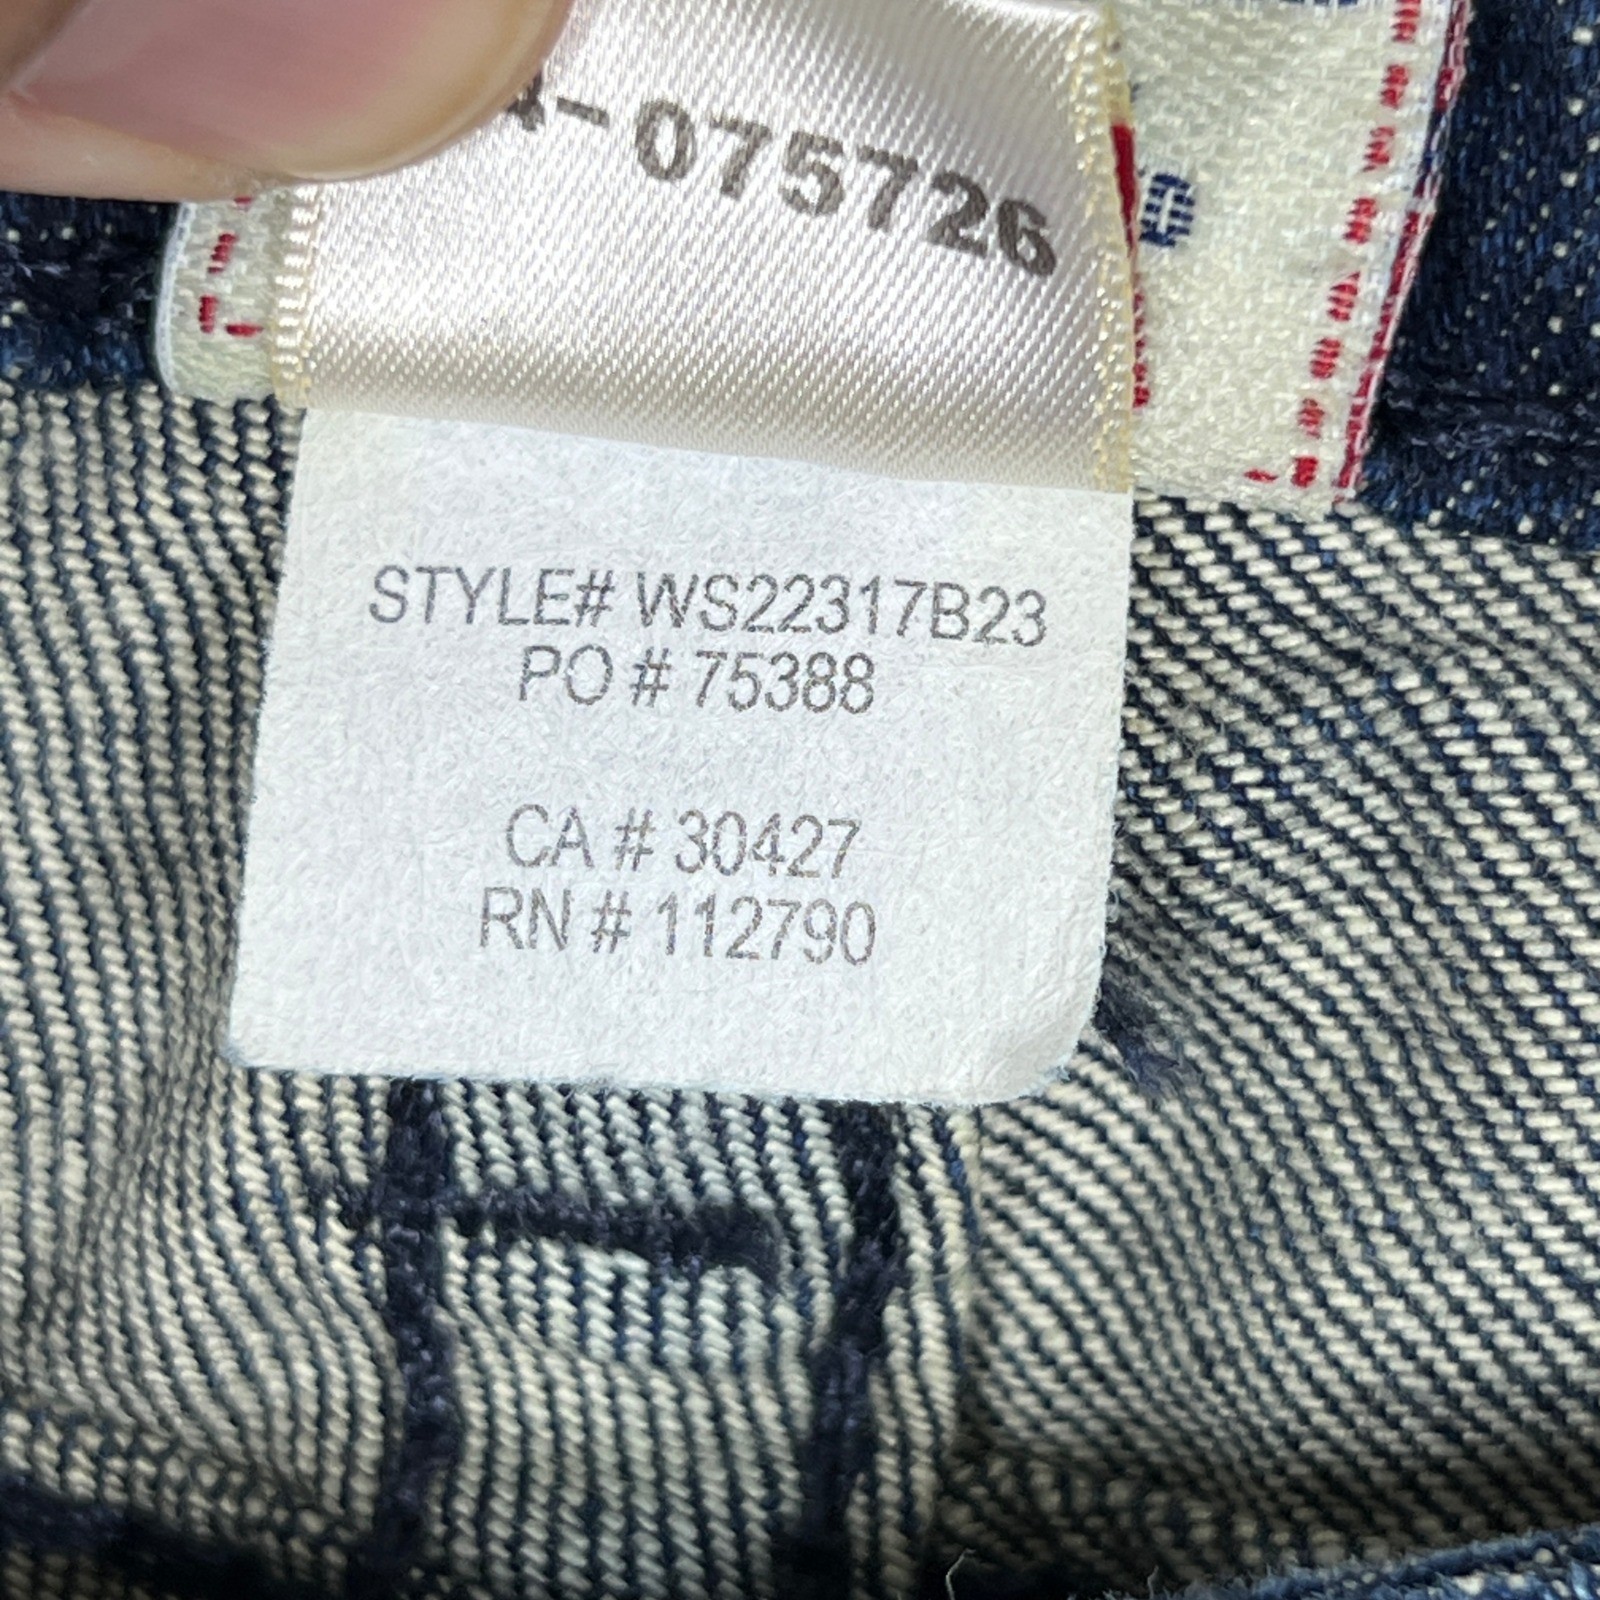 -075726
STYLE# WS22317B23
PO # 75388
CA # 30427
RN # 112790